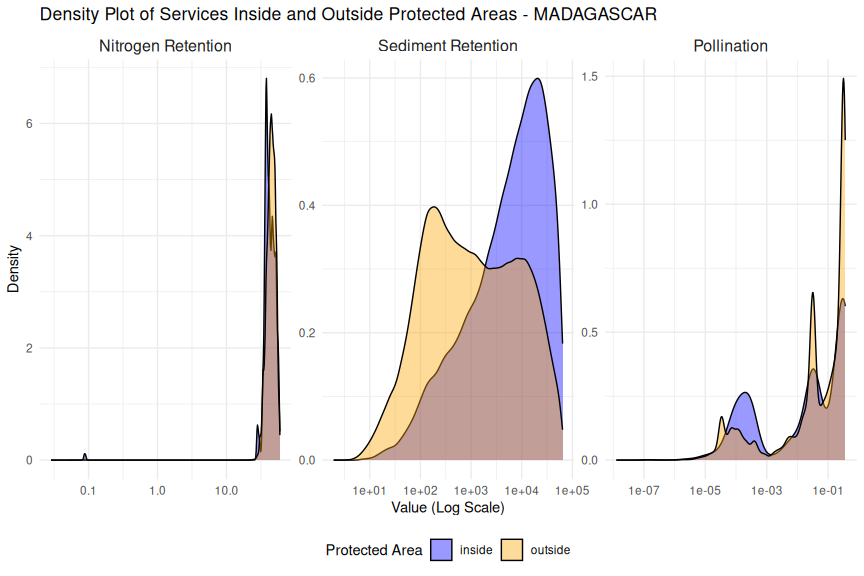 Density Plot of Services Inside and Outside Protected Areas - MADAGASCAR
Nitrogen Retention
Sediment Retention
Pollination
Density
0
2
4
6
0.1
1.0
10.0
0.0
0.2
0.4
0.6
1e+01
1e+02
1e+03
1e+04
1e+05
0.0
0.5
1.0
1.5
1e-07
1e-05
1e-03
1e-01
Value (Log Scale)
Protected Area
inside
outside